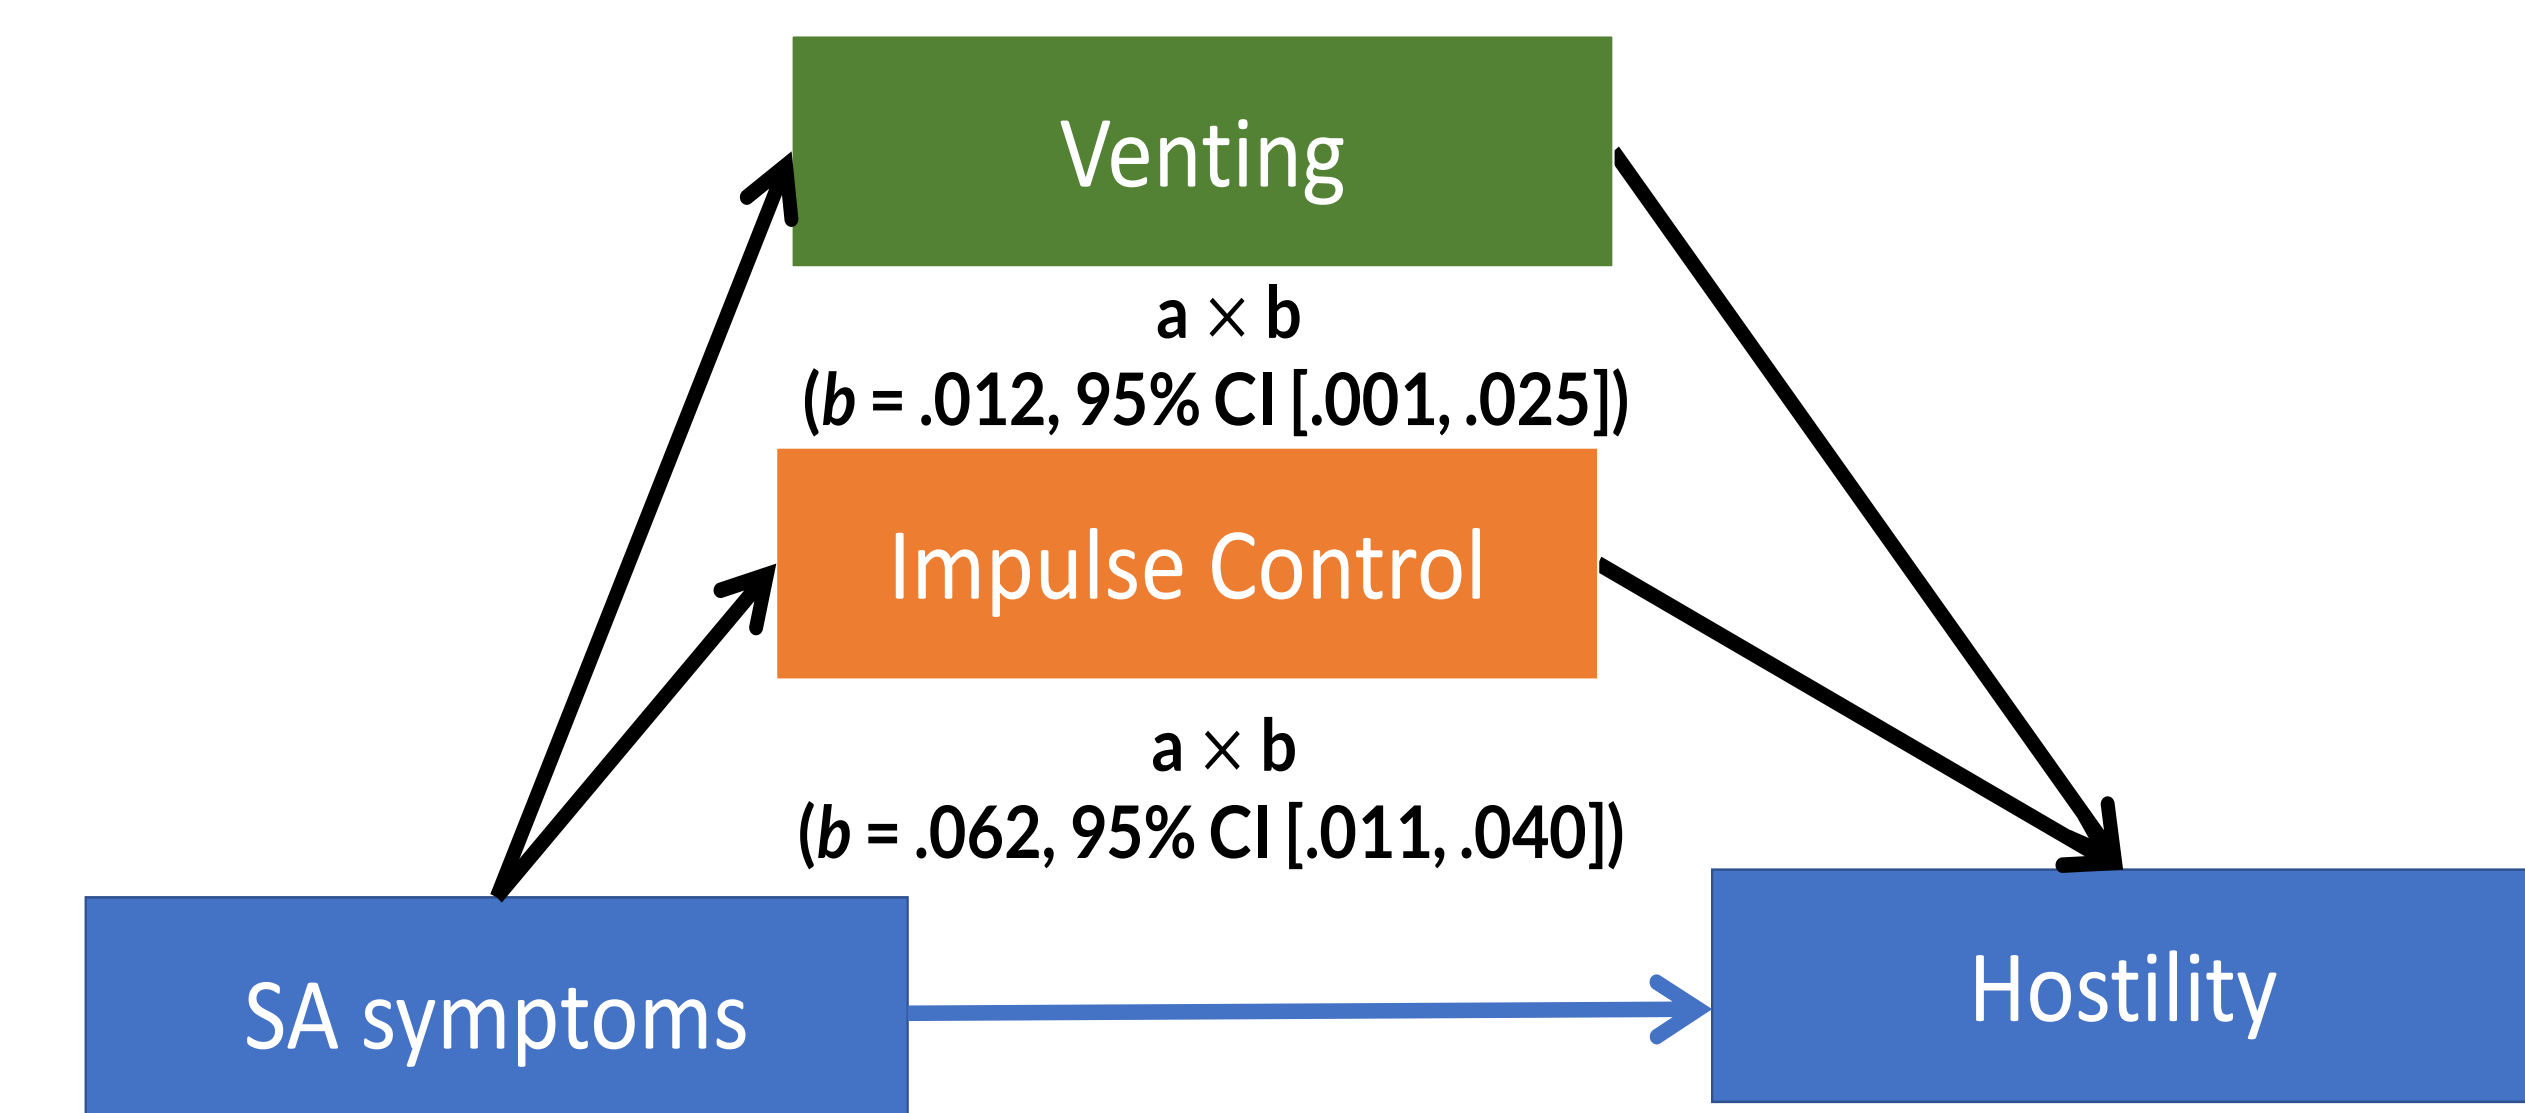 Venting
a × b
(b = .012, 95% CI [.001, .025])
Impulse Control
a × b
(b = .062, 95% CI [.011, .040])
SA symptoms
Hostility